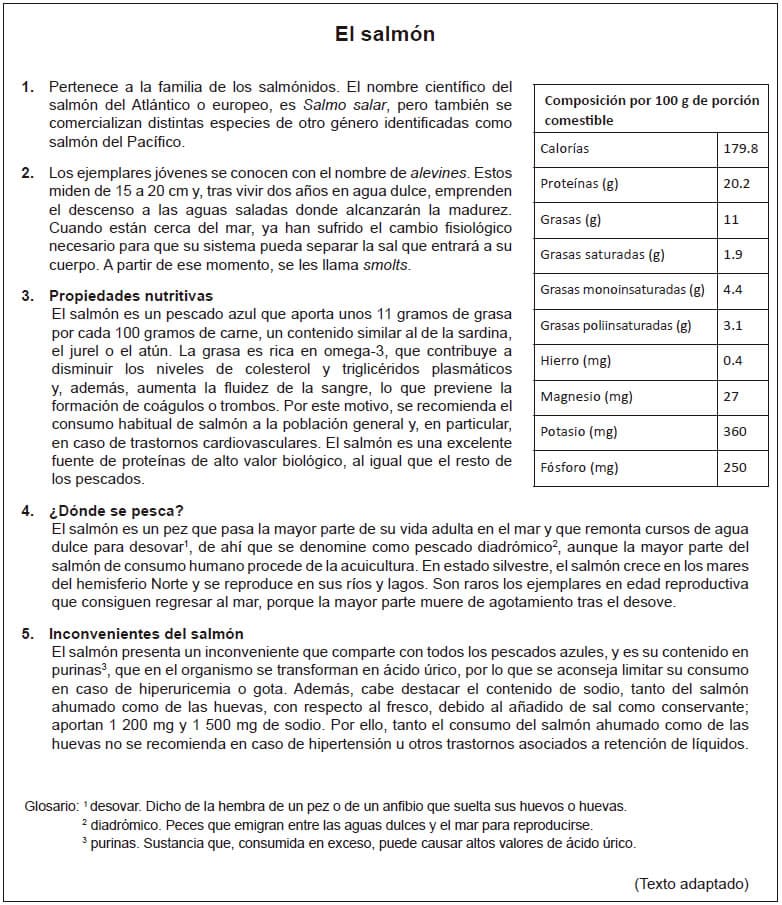 El salmón
1. Pertenece a la familia de los salmónidos. El nombre científico del
salmón del Atlántico o europeo, es Salmo salar, pero también se
comercializan distintas especies de otro género identificadas como
salmón del Pacífico.
2. Los ejemplares jóvenes se conocen con el nombre de alevines. Estos
miden de 15 a 20 cm y, tras vivir dos años en agua dulce, emprenden
el descenso a las aguas saladas donde alcanzarán la madurez.
Cuando están cerca del mar, ya han sufrido el cambio fisiológico
necesario para que su sistema pueda separar la sal que entrará a su
cuerpo. A partir de ese momento, se les llama smolts.
3. Propiedades nutritivas
El salmón es un pescado azul que aporta unos 11 gramos de grasa
por cada 100 gramos de carne, un contenido similar al de la sardina,
el jurel o el atún. La grasa es rica en omega-3, que contribuye a
disminuir los niveles de colesterol y triglicéridos plasmáticos
y, además, aumenta la fluidez de la sangre, lo que previene la
formación de coágulos o trombos. Por este motivo, se recomienda el
consumo habitual de salmón a la población general y, en particular,
en caso de trastornos cardiovasculares. El salmón es una excelente
fuente de proteínas de alto valor biológico, al igual que el resto de
los pescados.
Composición por 100 g de porción
comestible
Calorías 179.8
Proteínas (g) 20.2
Grasas (g) 11
Grasas saturadas (g) 1.9
Grasas monoinsaturadas (g) 4.4
Grasas poliinsaturadas (g) 3.1
Hierro (mg) 0.4
Magnesio (mg) 27
Potasio (mg) 360
Fósforo (mg) 250
4. ¿Dónde se pesca?
El salmón es un pez que pasa la mayor parte de su vida adulta en el mar y que remonta cursos de agua
dulce para desovar¹, de ahí que se denomine como pescado diadrómico², aunque la mayor parte del
salmón de consumo humano procede de la acuicultura. En estado silvestre, el salmón crece en los mares
del hemisferio Norte y se reproduce en sus ríos y lagos. Son raros los ejemplares en edad reproductiva
que consiguen regresar al mar, porque la mayor parte muere de agotamiento tras el desove.
5. Inconvenientes del salmón
El salmón presenta un inconveniente que comparte con todos los pescados azules, y es su contenido en
purinas³, que en el organismo se transforman en ácido úrico, por lo que se aconseja limitar su consumo
en caso de hiperuricemia o gota. Además, cabe destacar el contenido de sodio, tanto del salmón
ahumado como de las huevas, con respecto al fresco, debido al añadido de sal como conservante;
aportan 1 200 mg y 1 500 mg de sodio. Por ello, tanto el consumo del salmón ahumado como de las
huevas no se recomienda en caso de hipertensión u otros trastornos asociados a retención de líquidos.
Glosario: ¹ desovar. Dicho de la hembra de un pez o de un anfibio que suelta sus huevos o huevas.
² diadrómico. Peces que emigran entre las aguas dulces y el mar para reproducirse.
³ purinas. Sustancia que, consumida en exceso, puede causar altos valores de ácido úrico.
(Texto adaptado)